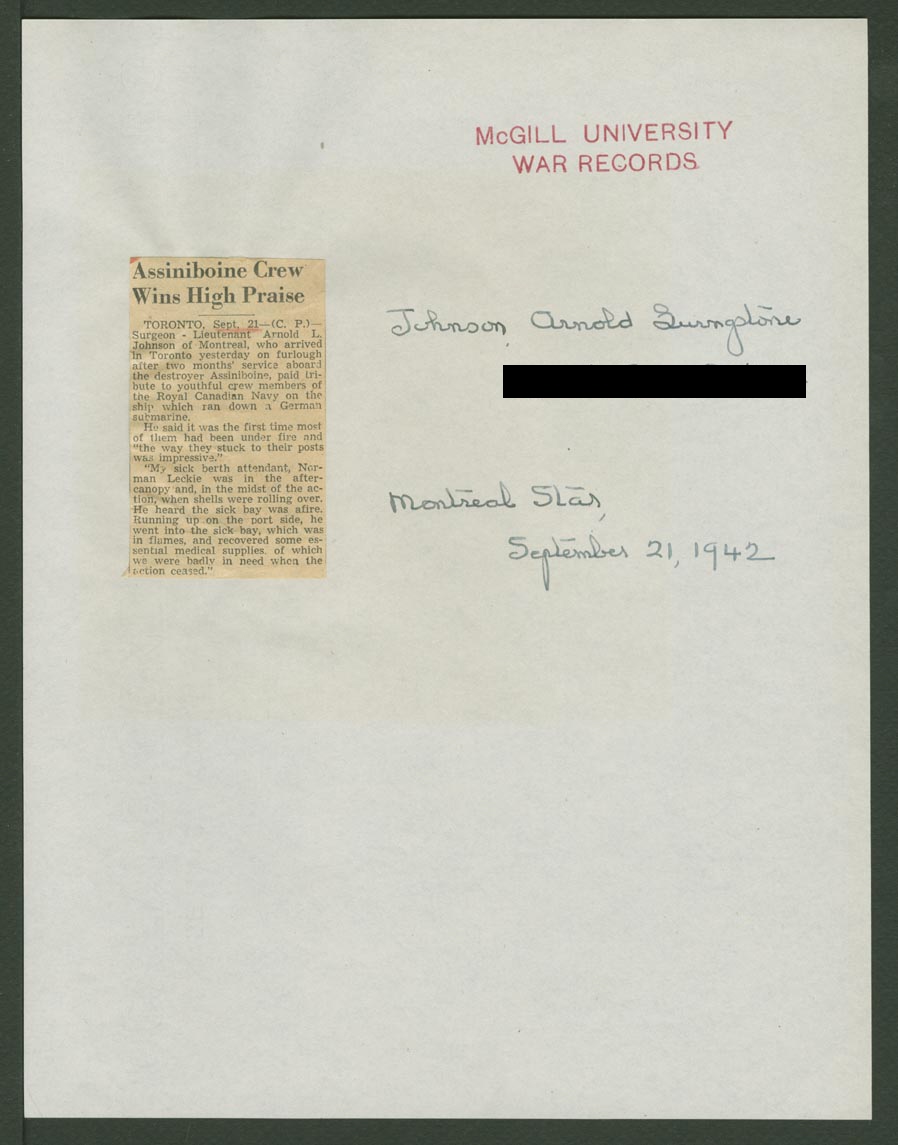 McGILL UNIVERSITY
WAR RECORDS
Assiniboine Crew
Wins High Praise
TORONTO, Sept. 21—(C. P.)—
Surgeon - Lieutenant Arnold L.
Johnson of Montreal, who arrived
in Toronto yesterday on furlough
after two months' service aboard
the destroyer Assiniboine, paid tri-
bute to youthful crew members of
the Royal Canadian Navy on the
ship which ran down a German
submarine.
He said it was the first time most
of them had been under fire and
"the way they stuck to their posts
was impressive."
"My sick berth attendant, Nor-
man Leckie was in the after-
canopy and, in the midst of the ac-
tion, when shells were rolling over.
He heard the sick bay was afire.
Running up on the port side, he
went into the sick bay, which was
in flames, and recovered some es-
sential medical supplies, of which
we were badly in need when the
action ceased."
Johnson, Arnold
Montreal Star,
September 21, 1942